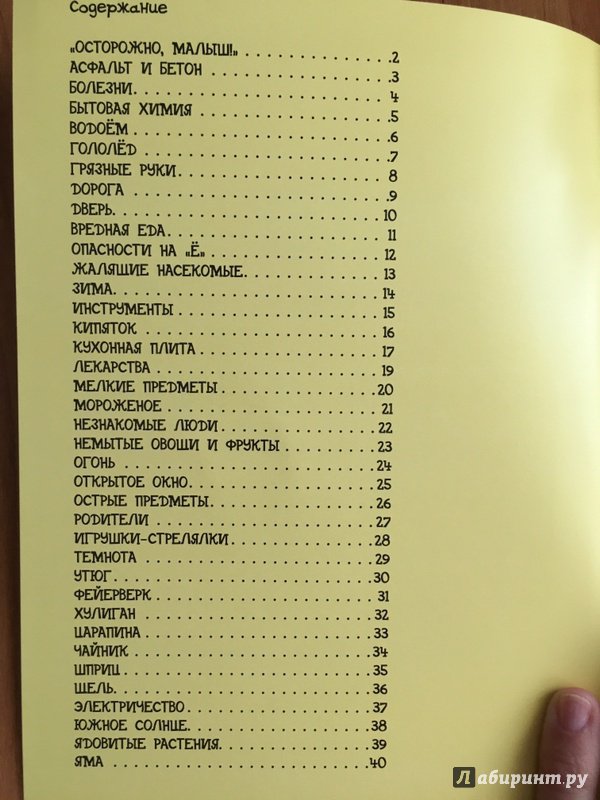 Содержание
«ОСТОРОЖНО, МАЛЫШ!» . . . . . . . . . . . . . . .2
АСФАЛЬТ И БЕТОН . . . . . . . . . . . . . . . . . .3
БОЛЕЗНИ. . . . . . . . . . . . . . . . . . . . . . . . . 4
БЫТОВАЯ ХИМИЯ . . . . . . . . . . . . . . . . . . .5
ВОДОЁМ . . . . . . . . . . . . . . . . . . . . . . . . .6
ГОЛОЛЁД . . . . . . . . . . . . . . . . . . . . . . . .7
ГРЯЗНЫЕ РУКИ. . . . . . . . . . . . . . . . . . . . 8
ДОРОГА . . . . . . . . . . . . . . . . . . . . . . . . .9
ДВЕРЬ. . . . . . . . . . . . . . . . . . . . . . . . . 10
ВРЕДНАЯ ЕДА. . . . . . . . . . . . . . . . . . . . 11
ОПАСНОСТИ НА «Ё» . . . . . . . . . . . . . . . . 12
ЖАЛЯЩИЕ НАСЕКОМЫЕ. . . . . . . . . . . . . 13
ЗИМА. . . . . . . . . . . . . . . . . . . . . . . . . . 14
ИНСТРУМЕНТЫ . . . . . . . . . . . . . . . . . . . 15
КИПЯТОК . . . . . . . . . . . . . . . . . . . . . . 16
КУХОННАЯ ПЛИТА . . . . . . . . . . . . . . . . . 17
ЛЕКАРСТВА . . . . . . . . . . . . . . . . . . . . . 19
МЕЛКИЕ ПРЕДМЕТЫ . . . . . . . . . . . . . . .20
МОРОЖЕНОЕ . . . . . . . . . . . . . . . . . . . . 21
НЕЗНАКОМЫЕ ЛЮДИ . . . . . . . . . . . . . . . 22
НЕМЫТЫЕ ОВОЩИ И ФРУКТЫ . . . . . . . . . 23
ОГОНЬ . . . . . . . . . . . . . . . . . . . . . . . .24
ОТКРЫТОЕ ОКНО. . . . . . . . . . . . . . . . . .25
ОСТРЫЕ ПРЕДМЕТЫ. . . . . . . . . . . . . . . .26
РОДИТЕЛИ . . . . . . . . . . . . . . . . . . . . .27
ИГРУШКИ-СТРЕЛЯЛКИ. . . . . . . . . . . . . . 28
ТЕМНОТА . . . . . . . . . . . . . . . . . . . . . . 29
УТЮГ. . . . . . . . . . . . . . . . . . . . . . . . . 30
ФЕЙЕРВЕРК . . . . . . . . . . . . . . . . . . . . 31
ХУЛИГАН . . . . . . . . . . . . . . . . . . . . . . 32
ЦАРАПИНА . . . . . . . . . . . . . . . . . . . . . 33
ЧАЙНИК . . . . . . . . . . . . . . . . . . . . . . .34
ШПРИЦ. . . . . . . . . . . . . . . . . . . . . . . .35
ЩЕЛЬ. . . . . . . . . . . . . . . . . . . . . . . . .36
ЭЛЕКТРИЧЕСТВО . . . . . . . . . . . . . . . . . .37
ЮЖНОЕ СОЛНЦЕ. . . . . . . . . . . . . . . . . . 38
ЯДОВИТЫЕ РАСТЕНИЯ. . . . . . . . . . . . . . .39
ЯМА . . . . . . . . . . . . . . . . . . . . . . . . . .40
Лабиринт.ру